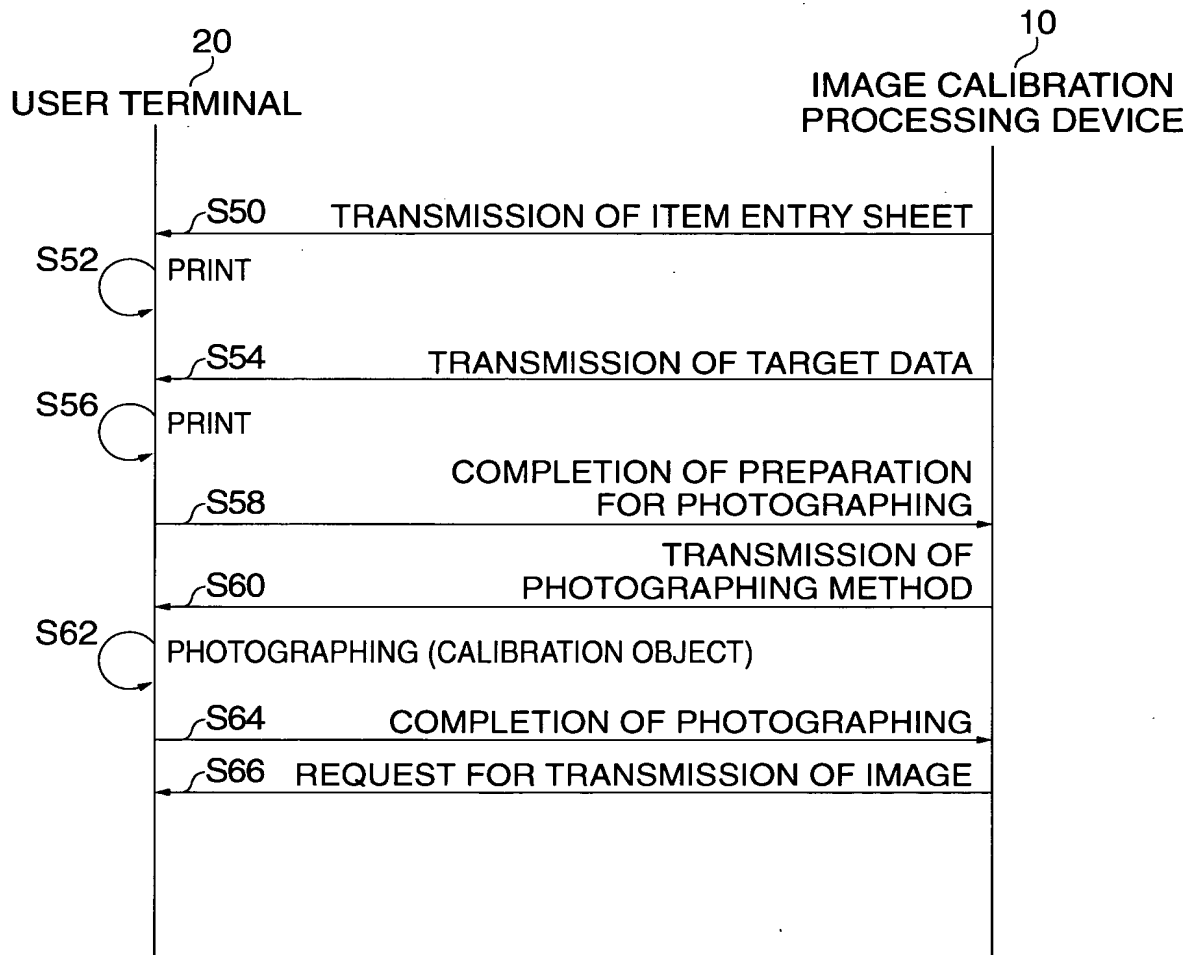 20
10
USER TERMINAL
IMAGE CALIBRATION
PROCESSING DEVICE
S50
TRANSMISSION OF ITEM ENTRY SHEET
S52
PRINT
S54
TRANSMISSION OF TARGET DATA
S56
PRINT
COMPLETION OF PREPARATION
FOR PHOTOGRAPHING
S58
TRANSMISSION OF
PHOTOGRAPHING METHOD
S60
S62
PHOTOGRAPHING (CALIBRATION OBJECT)
S64
COMPLETION OF PHOTOGRAPHING
S66
REQUEST FOR TRANSMISSION OF IMAGE